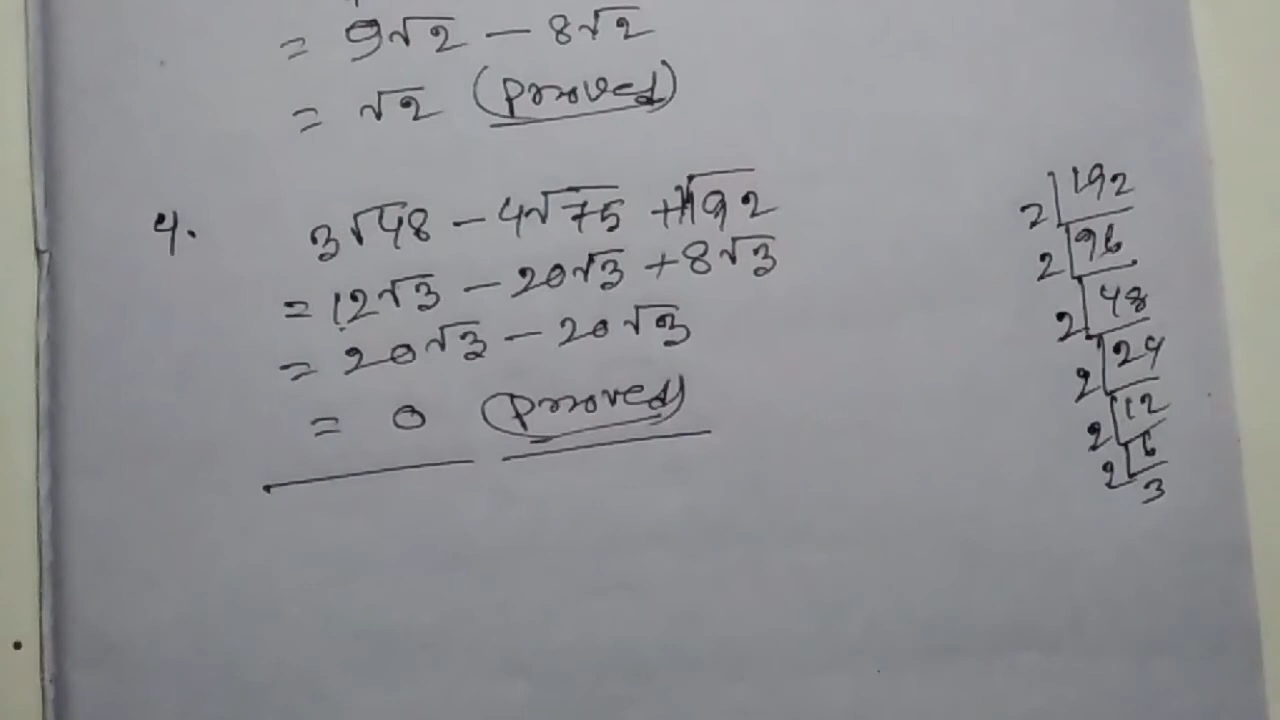 = 9√2 − 8√2
= √2 (Proved)
4. 3√48 − 4√75 + √192
= 12√3 − 20√3 + 8√3
= 20√3 − 20√3
= 0 (Proved)
2 | 192
2 | 96
2 | 48
2 | 24
2 | 12
2 | 6
3